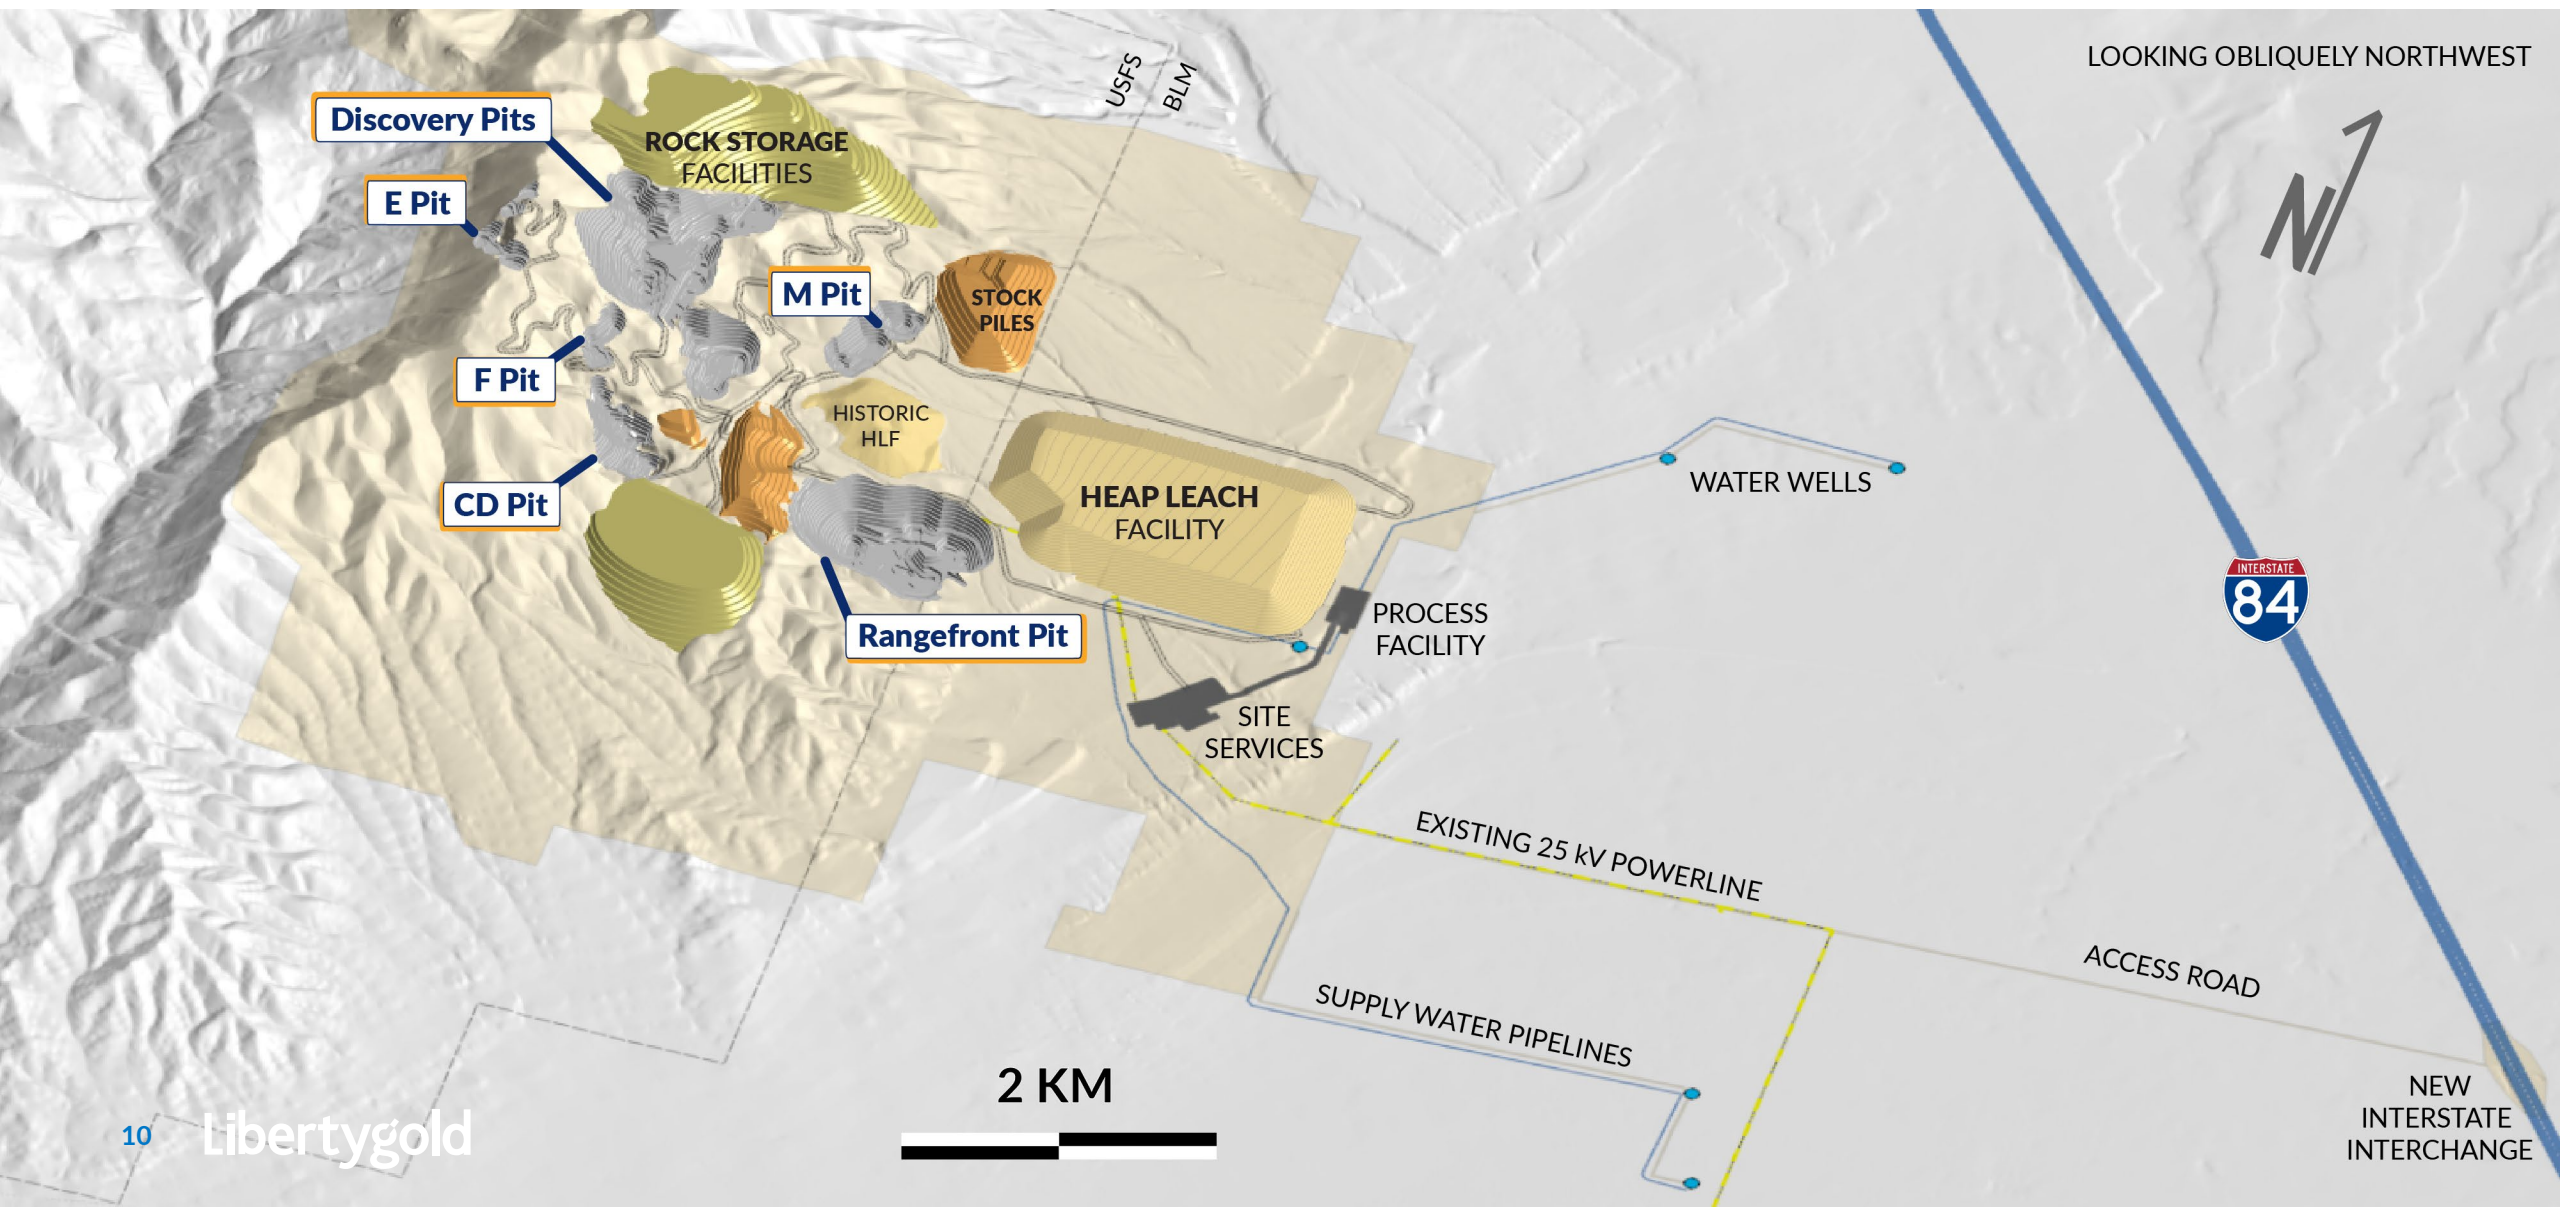 LOOKING OBLIQUELY NORTHWEST
N
USFS
BLM
Discovery Pits
ROCK STORAGE
FACILITIES
E Pit
M Pit
STOCK
PILES
F Pit
HISTORIC
HLF
CD Pit
HEAP LEACH
FACILITY
WATER WELLS
INTERSTATE
84
Rangefront Pit
PROCESS
FACILITY
SITE
SERVICES
EXISTING 25 kV POWERLINE
ACCESS ROAD
SUPPLY WATER PIPELINES
2 KM
NEW
INTERSTATE
INTERCHANGE
10
Libertygold